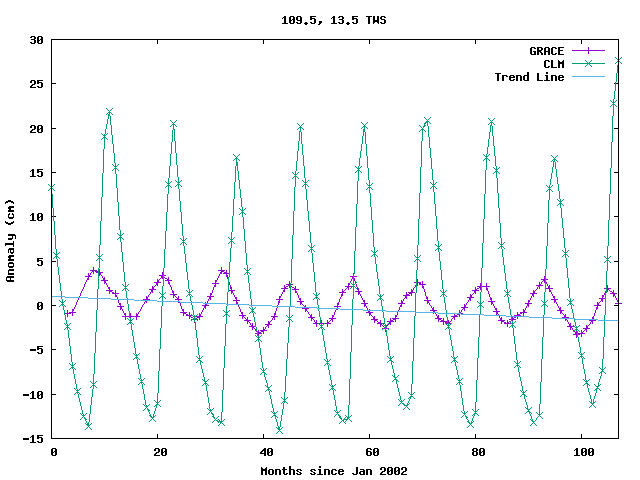 109.5, 13.5 TWS
GRACE
CLM
Trend Line
Anomaly (cm)
30
25
20
15
10
5
0
-5
-10
-15
0 20 40 60 80 100
Months since Jan 2002